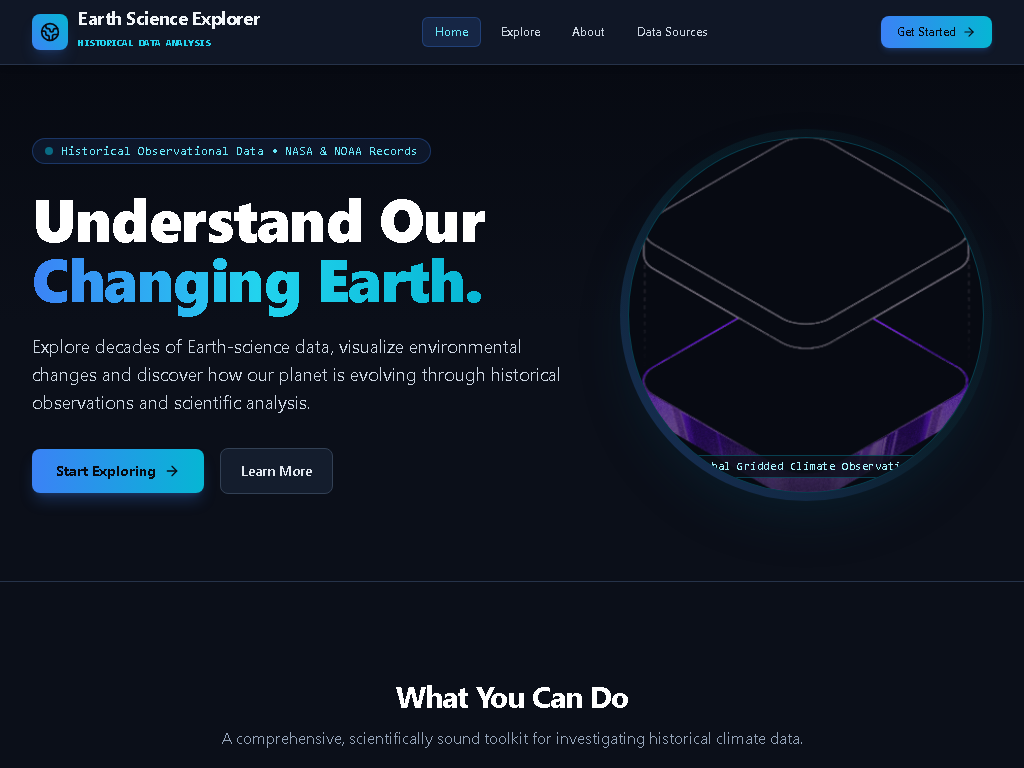 Earth Science Explorer
HISTORICAL DATA ANALYSIS
Home
Explore
About
Data Sources
Get Started
Historical Observational Data • NASA & NOAA Records
Understand Our
Changing Earth.
Explore decades of Earth-science data, visualize environmental
changes and discover how our planet is evolving through historical
observations and scientific analysis.
Start Exploring
Learn More
Gridded Climate
What You Can Do
A comprehensive, scientifically sound toolkit for investigating historical climate data.